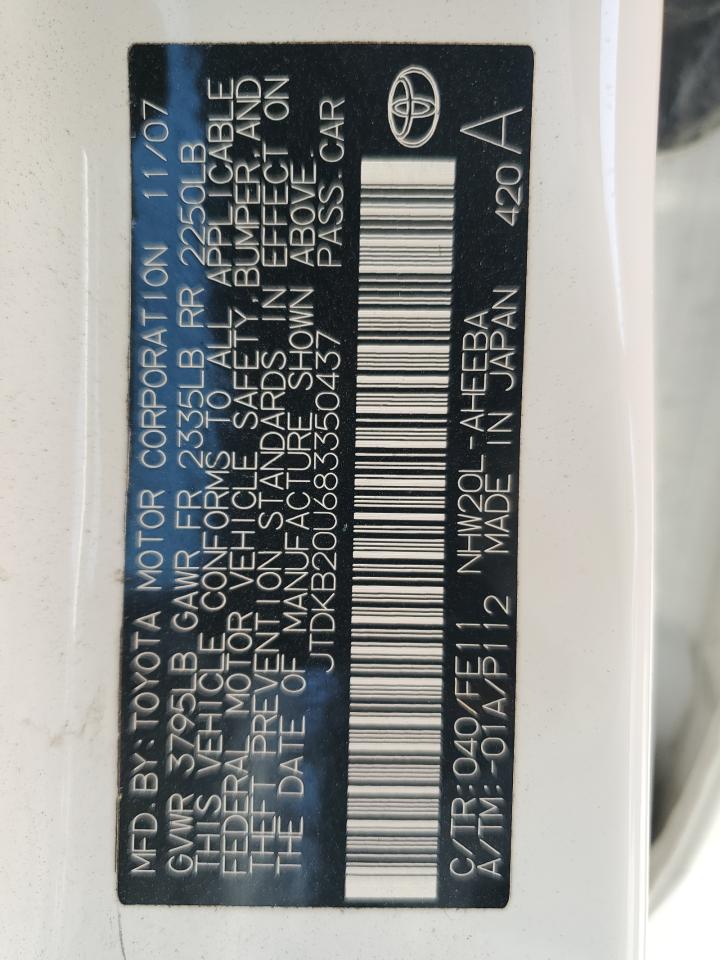 MFD.BY:TOYOTA MOTOR CORPORATION 11/07
GVWR 3795LB GAWR FR 2335LB RR 2250LB
THIS VEHICLE CONFORMS TO ALL APPLICABLE
FEDERAL MOTOR VEHICLE SAFETY,BUMPER,AND
THEFT PREVENTION STANDARDS IN EFFECT ON
THE DATE OF MANUFACTURE SHOWN ABOVE.
JTDKB20U683350437 PASS.CAR
C/TR:040/FE11 NHW20L-AHEEBA
A/TM:-01A/P112 MADE IN JAPAN 420 A